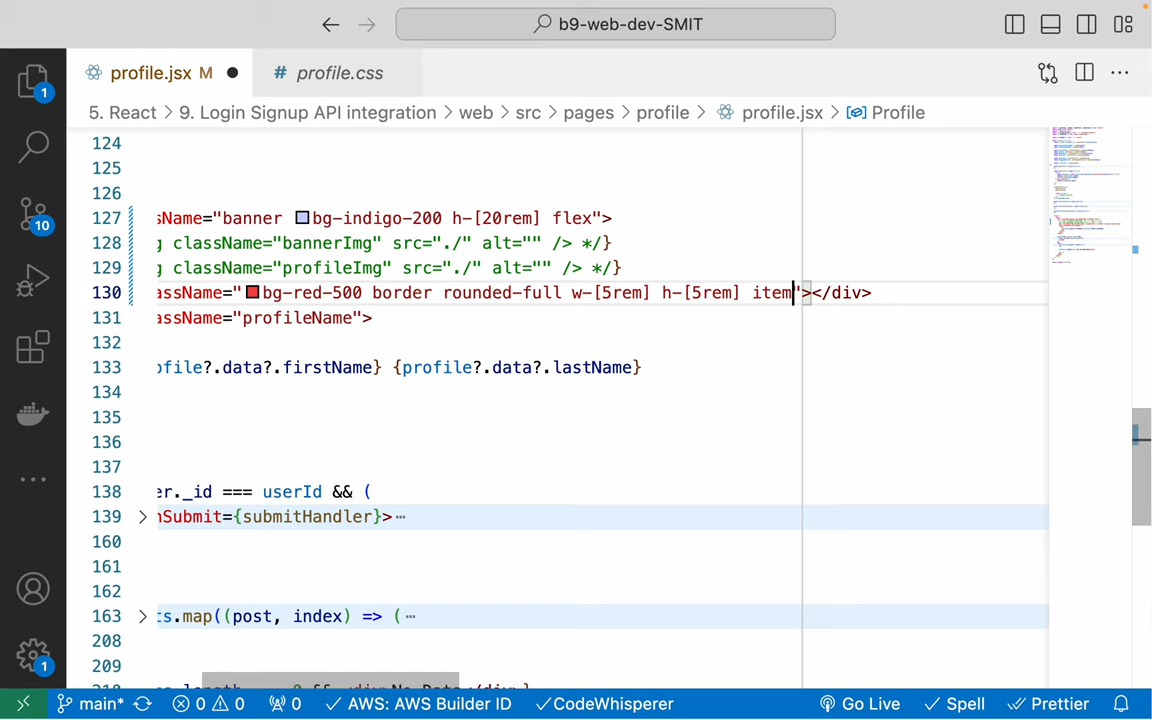 b9-web-dev-SMIT
profile.jsx M
# profile.css
5. React > 9. Login Signup API integration > web > src > pages > profile > profile.jsx > Profile
124
125
126
127 sName="banner bg-indigo-200 h-[20rem] flex">
128 g className="bannerImg" src="./" alt="" /> */}
129 g className="profileImg" src="./" alt="" /> */}
130 assName=" bg-red-500 border rounded-full w-[5rem] h-[5rem] item"></div>
131 assName="profileName">
132
133 ofile?.data?.firstName} {profile?.data?.lastName}
134
135
136
137
138 er._id === userId && (
139 nSubmit={submitHandler}>⋯
160
161
162
163 ts.map((post, index) => (⋯
208
209
1
10
1
main* 0 0 0 AWS: AWS Builder ID CodeWhisperer Go Live Spell Prettier